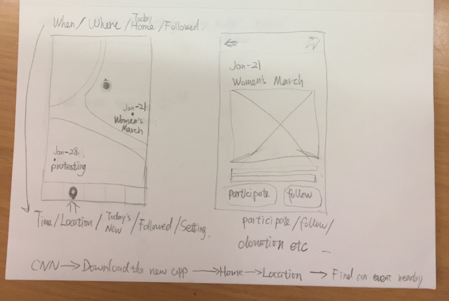 When / Where / Today Home / Followed
Jan-21
Women's March
Jan-28
protesting
Time / Location / Today's New / Followed / Setting
Jan-21
Women's March
participate
follow
participate / follow /
donation etc
CNN → Download the new app → Home → Location → Find an event nearby